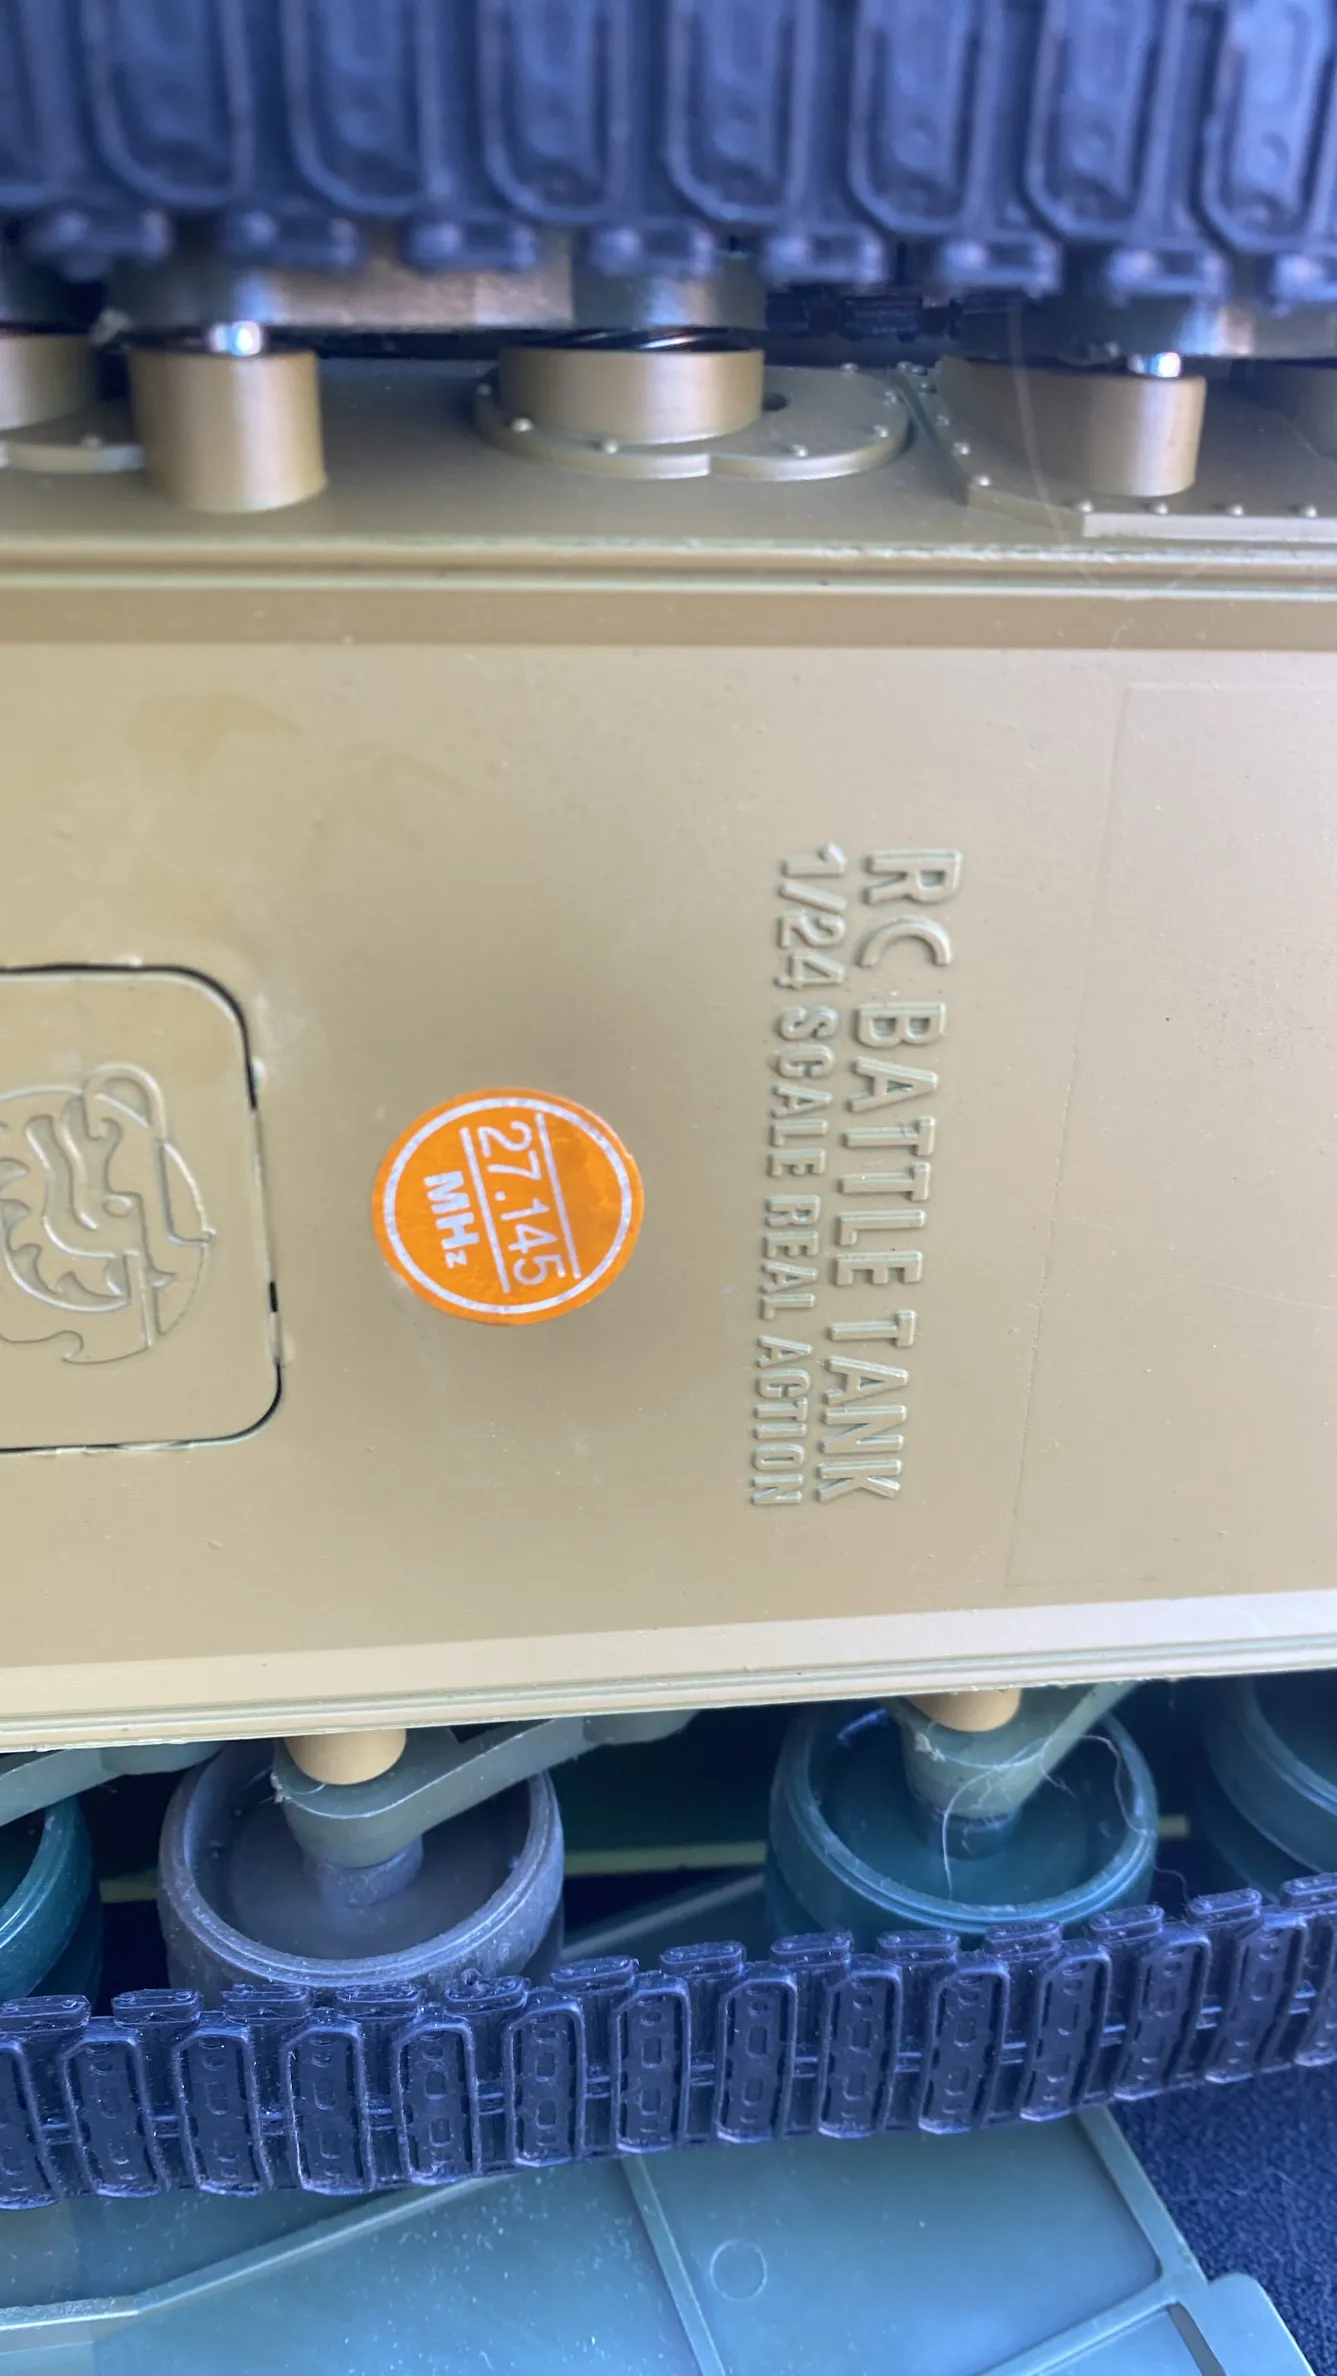 RC BATTLE TANK
1/24 SCALE REAL ACTION
27.145
MHz